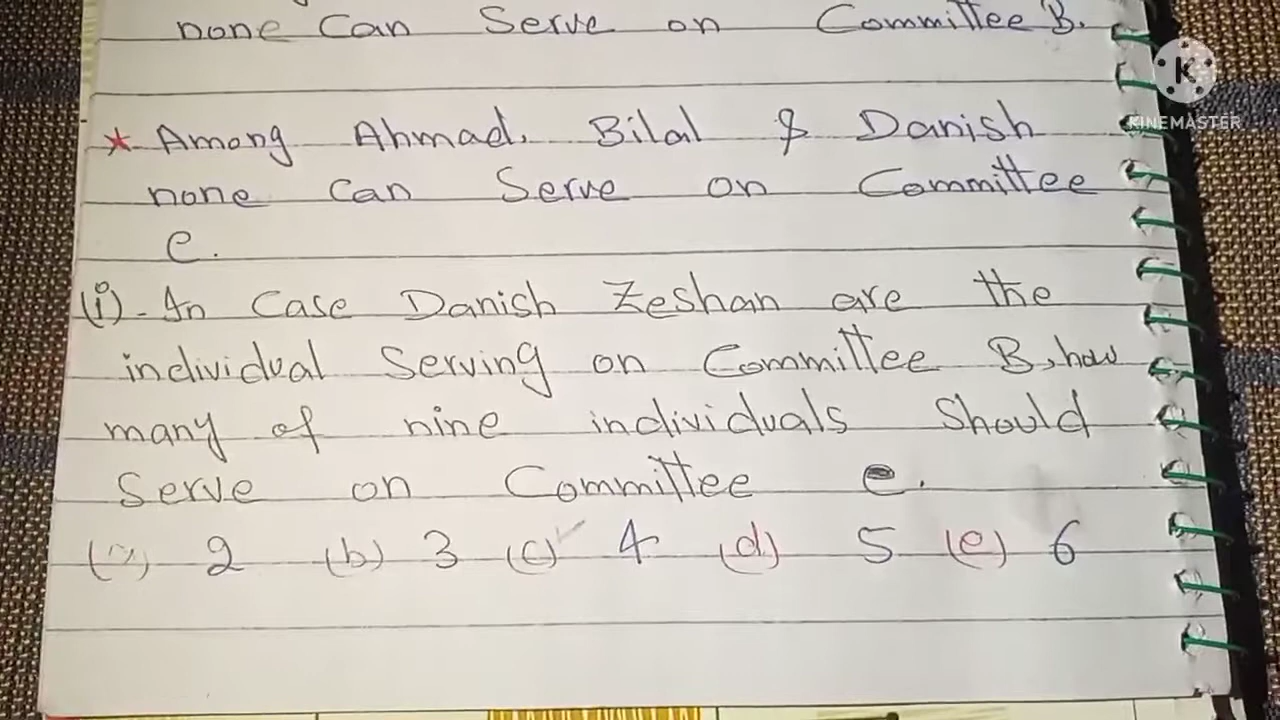 none Can Serve on Committee B.
K
KINEMASTER
* Among Ahmad, Bilal & Danish
none Can Serve on Committee
C.
(i) - In Case Danish Zeshan are the
individual Serving on Committee B, how
many of nine individuals Should
Serve on Committee C.
(a) 2 (b) 3 (c) 4 (d) 5 (e) 6